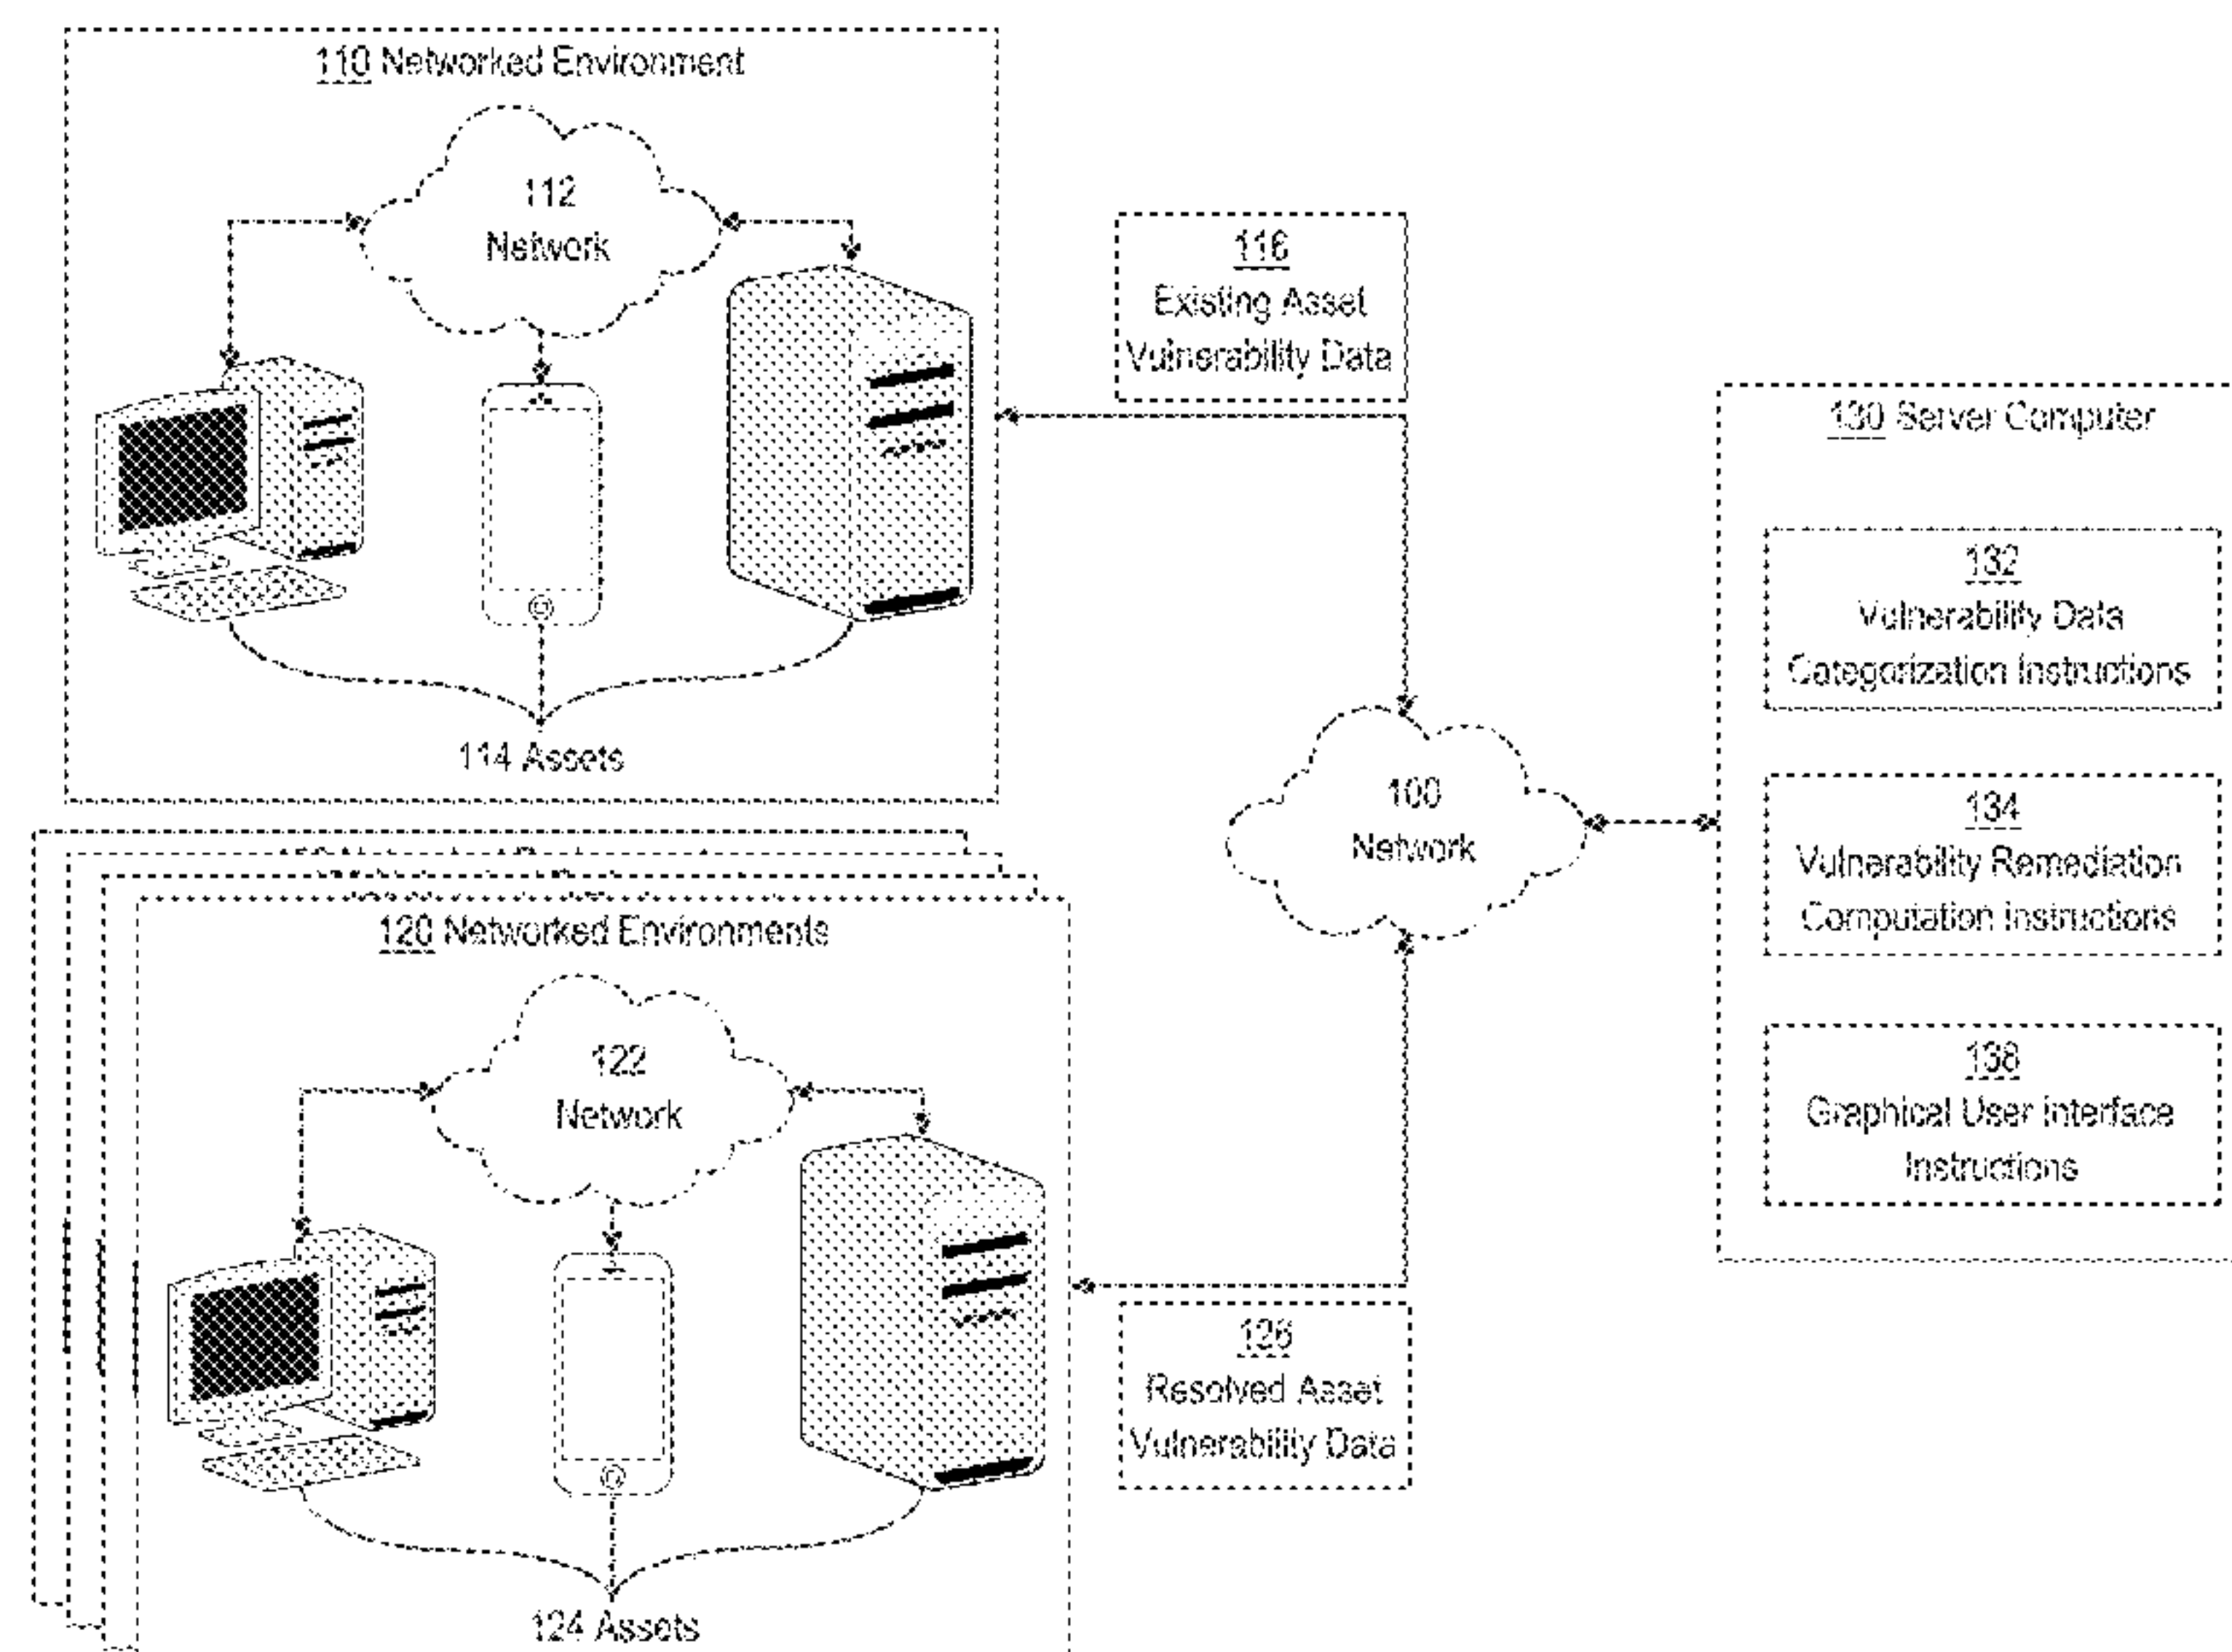 110 Networked Environment
112
Network
114 Assets
116
Existing Asset
Vulnerability Data
120 Networked Environments
122
Network
124 Assets
126
Resolved Asset
Vulnerability Data
100
Network
130 Server Computer
132
Vulnerability Data
Categorization Instructions
134
Vulnerability Remediation
Computation Instructions
138
Graphical User Interface
Instructions